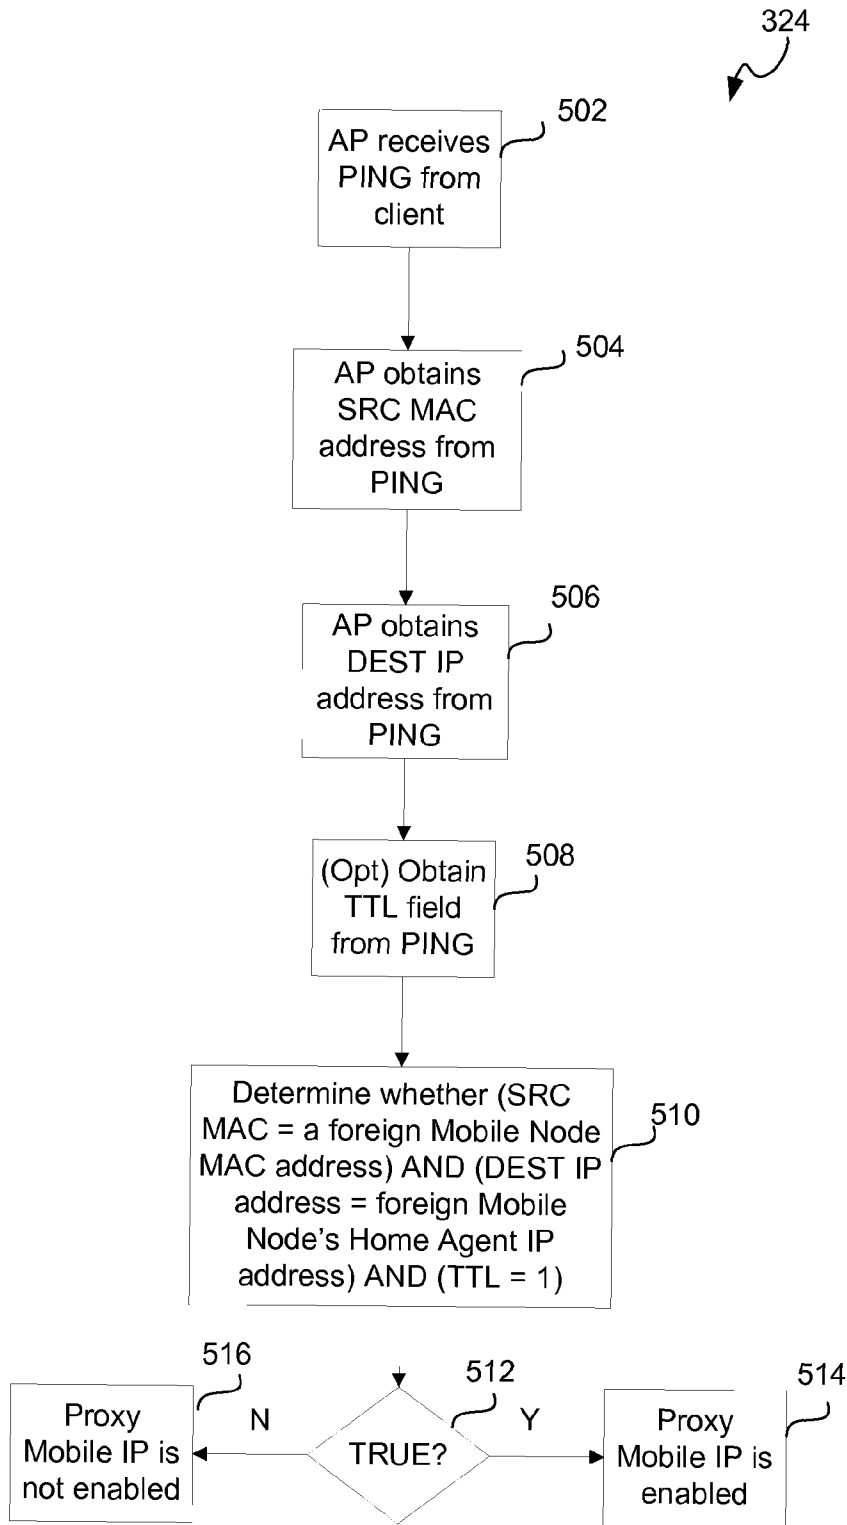 324
502
AP receives
PING from
client
504
AP obtains
SRC MAC
address from
PING
506
AP obtains
DEST IP
address from
PING
508
(Opt) Obtain
TTL field
from PING
510
Determine whether (SRC
MAC = a foreign Mobile Node
MAC address) AND (DEST IP
address = foreign Mobile
Node's Home Agent IP
address) AND (TTL = 1)
516
512
514
Proxy
Mobile IP is
not enabled
N
TRUE?
Y
Proxy
Mobile IP is
enabled